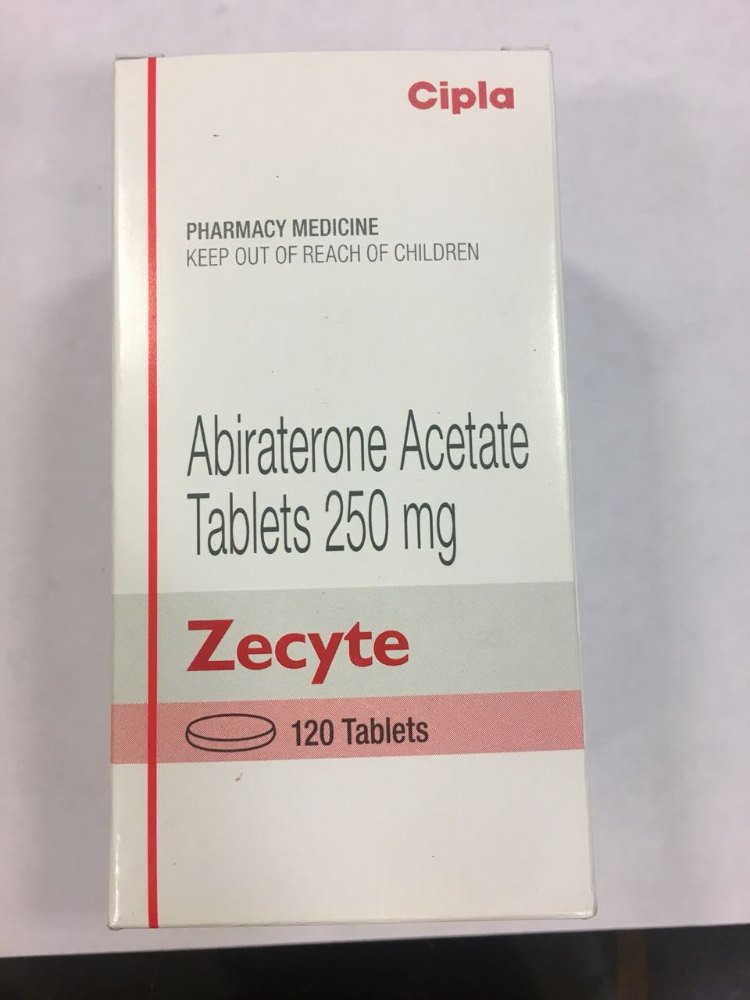 Cipla
PHARMACY MEDICINE
KEEP OUT OF REACH OF CHILDREN
Abiraterone Acetate
Tablets 250 mg
Zecyte
120 Tablets